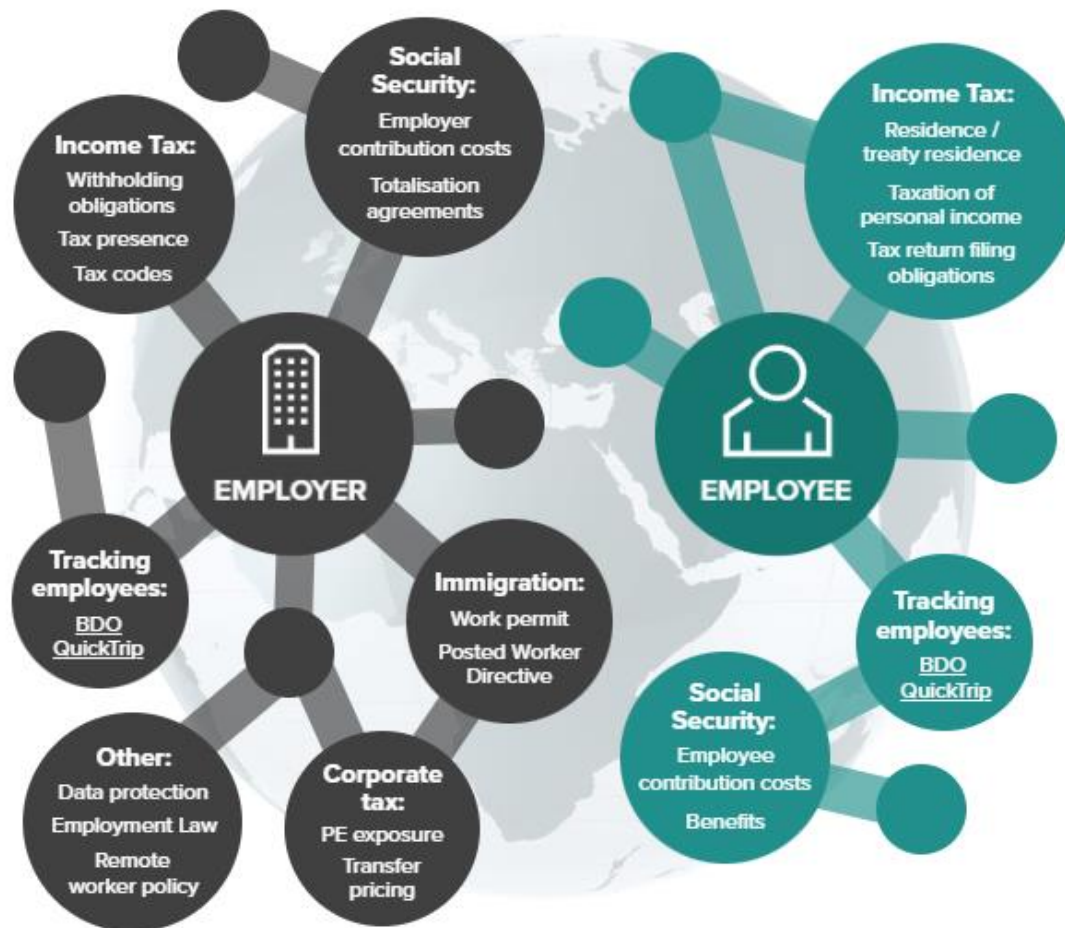 Social
Security:
Employer
contribution costs
Totalisation
agreements
Income Tax:
Withholding
obligations
Tax presence
Tax codes
EMPLOYER
Tracking
employees:
BDO
QuickTrip
Immigration:
Work permit
Posted Worker
Directive
Other:
Data protection
Employment Law
Remote
worker policy
Corporate
tax:
PE exposure
Transfer
pricing
Income Tax:
Residence /
treaty residence
Taxation of
personal income
Tax return filing
obligations
EMPLOYEE
Tracking
employees:
BDO
QuickTrip
Social
Security:
Employee
contribution costs
Benefits